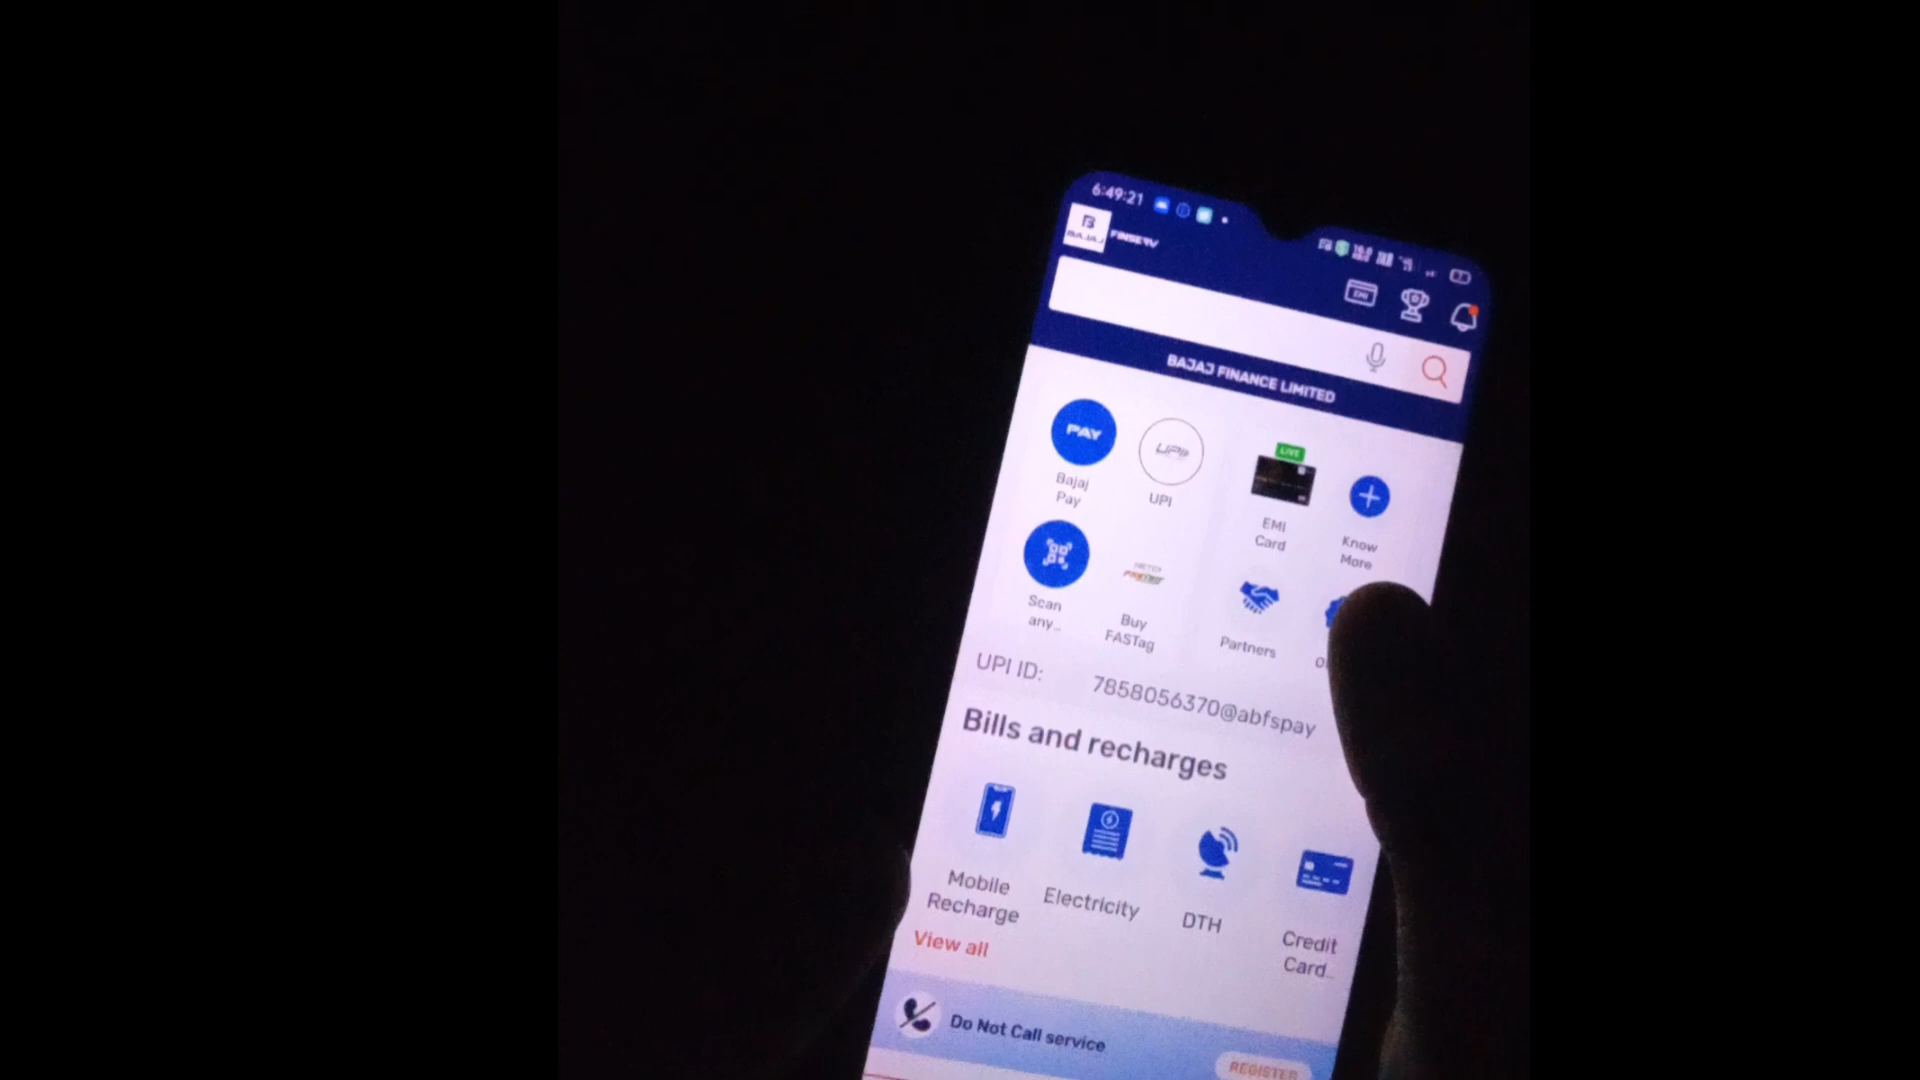 6:49:21
BAJAJ FINSERV
EMI
BAJAJ FINANCE LIMITED
PAY
UPI
LIVE
Bajaj
Pay
UPI
EMI
Card
Know
More
Scan
any..
Buy
FASTag
Partners
UPI ID: 7858056370@abfspay
Bills and recharges
Mobile
Recharge
Electricity
DTH
Credit
Card..
View all
Do Not Call service
REGISTER